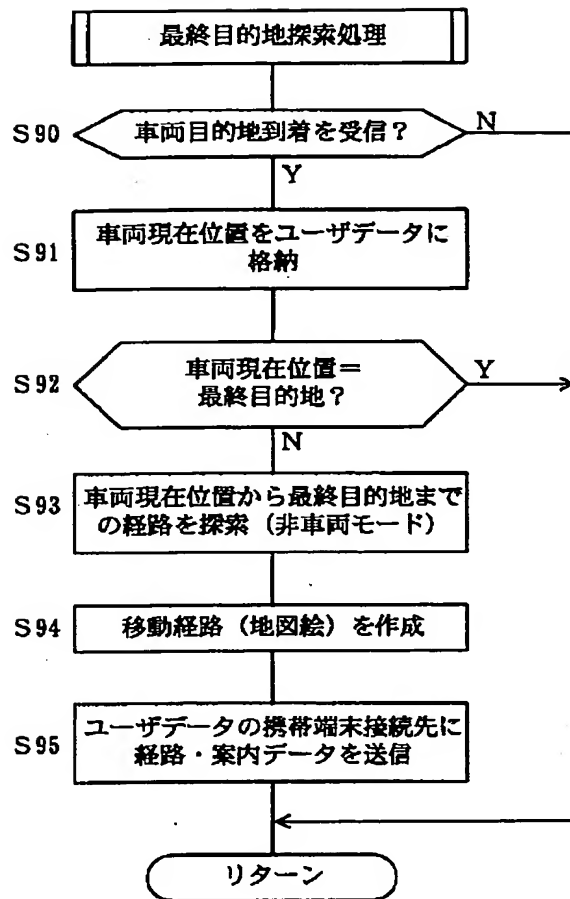 最終目的地探索処理
S90
車両目的地到着を受信?
N
Y
S91
車両現在位置をユーザデータに
格納
S92
車両現在位置=
最終目的地?
Y
N
S93
車両現在位置から最終目的地まで
の経路を探索(非車両モード)
S94
移動経路(地図絵)を作成
S95
ユーザデータの携帯端末接続先に
経路・案内データを送信
リターン